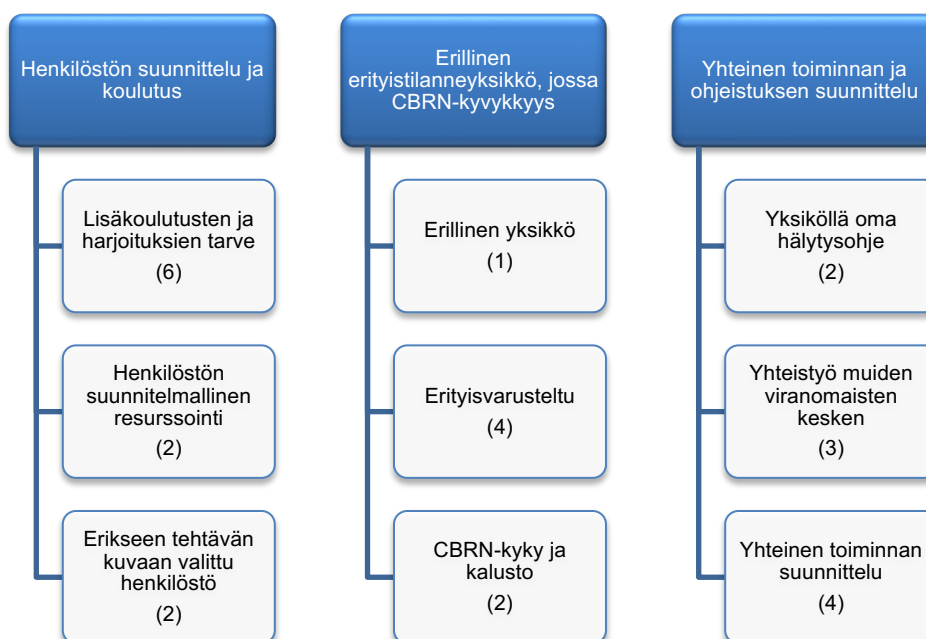 Henkilöstön suunnittelu ja
koulutus
Lisäkoulutusten ja
harjoituksien tarve
(6)
Henkilöstön
suunnitelmallinen
resurssointi
(2)
Erikseen tehtävän
kuvaan valittu
henkilöstö
(2)
Erillinen
erityistilanneyksikkö, jossa
CBRN-kyvykkyys
Erillinen yksikkö
(1)
Erityisvarusteltu
(4)
CBRN-kyky ja
kalusto
(2)
Yhteinen toiminnan ja
ohjeistuksen suunnittelu
Yksiköllä oma
hälytysohje
(2)
Yhteistyö muiden
viranomaisten
kesken
(3)
Yhteinen toiminnan
suunnittelu
(4)